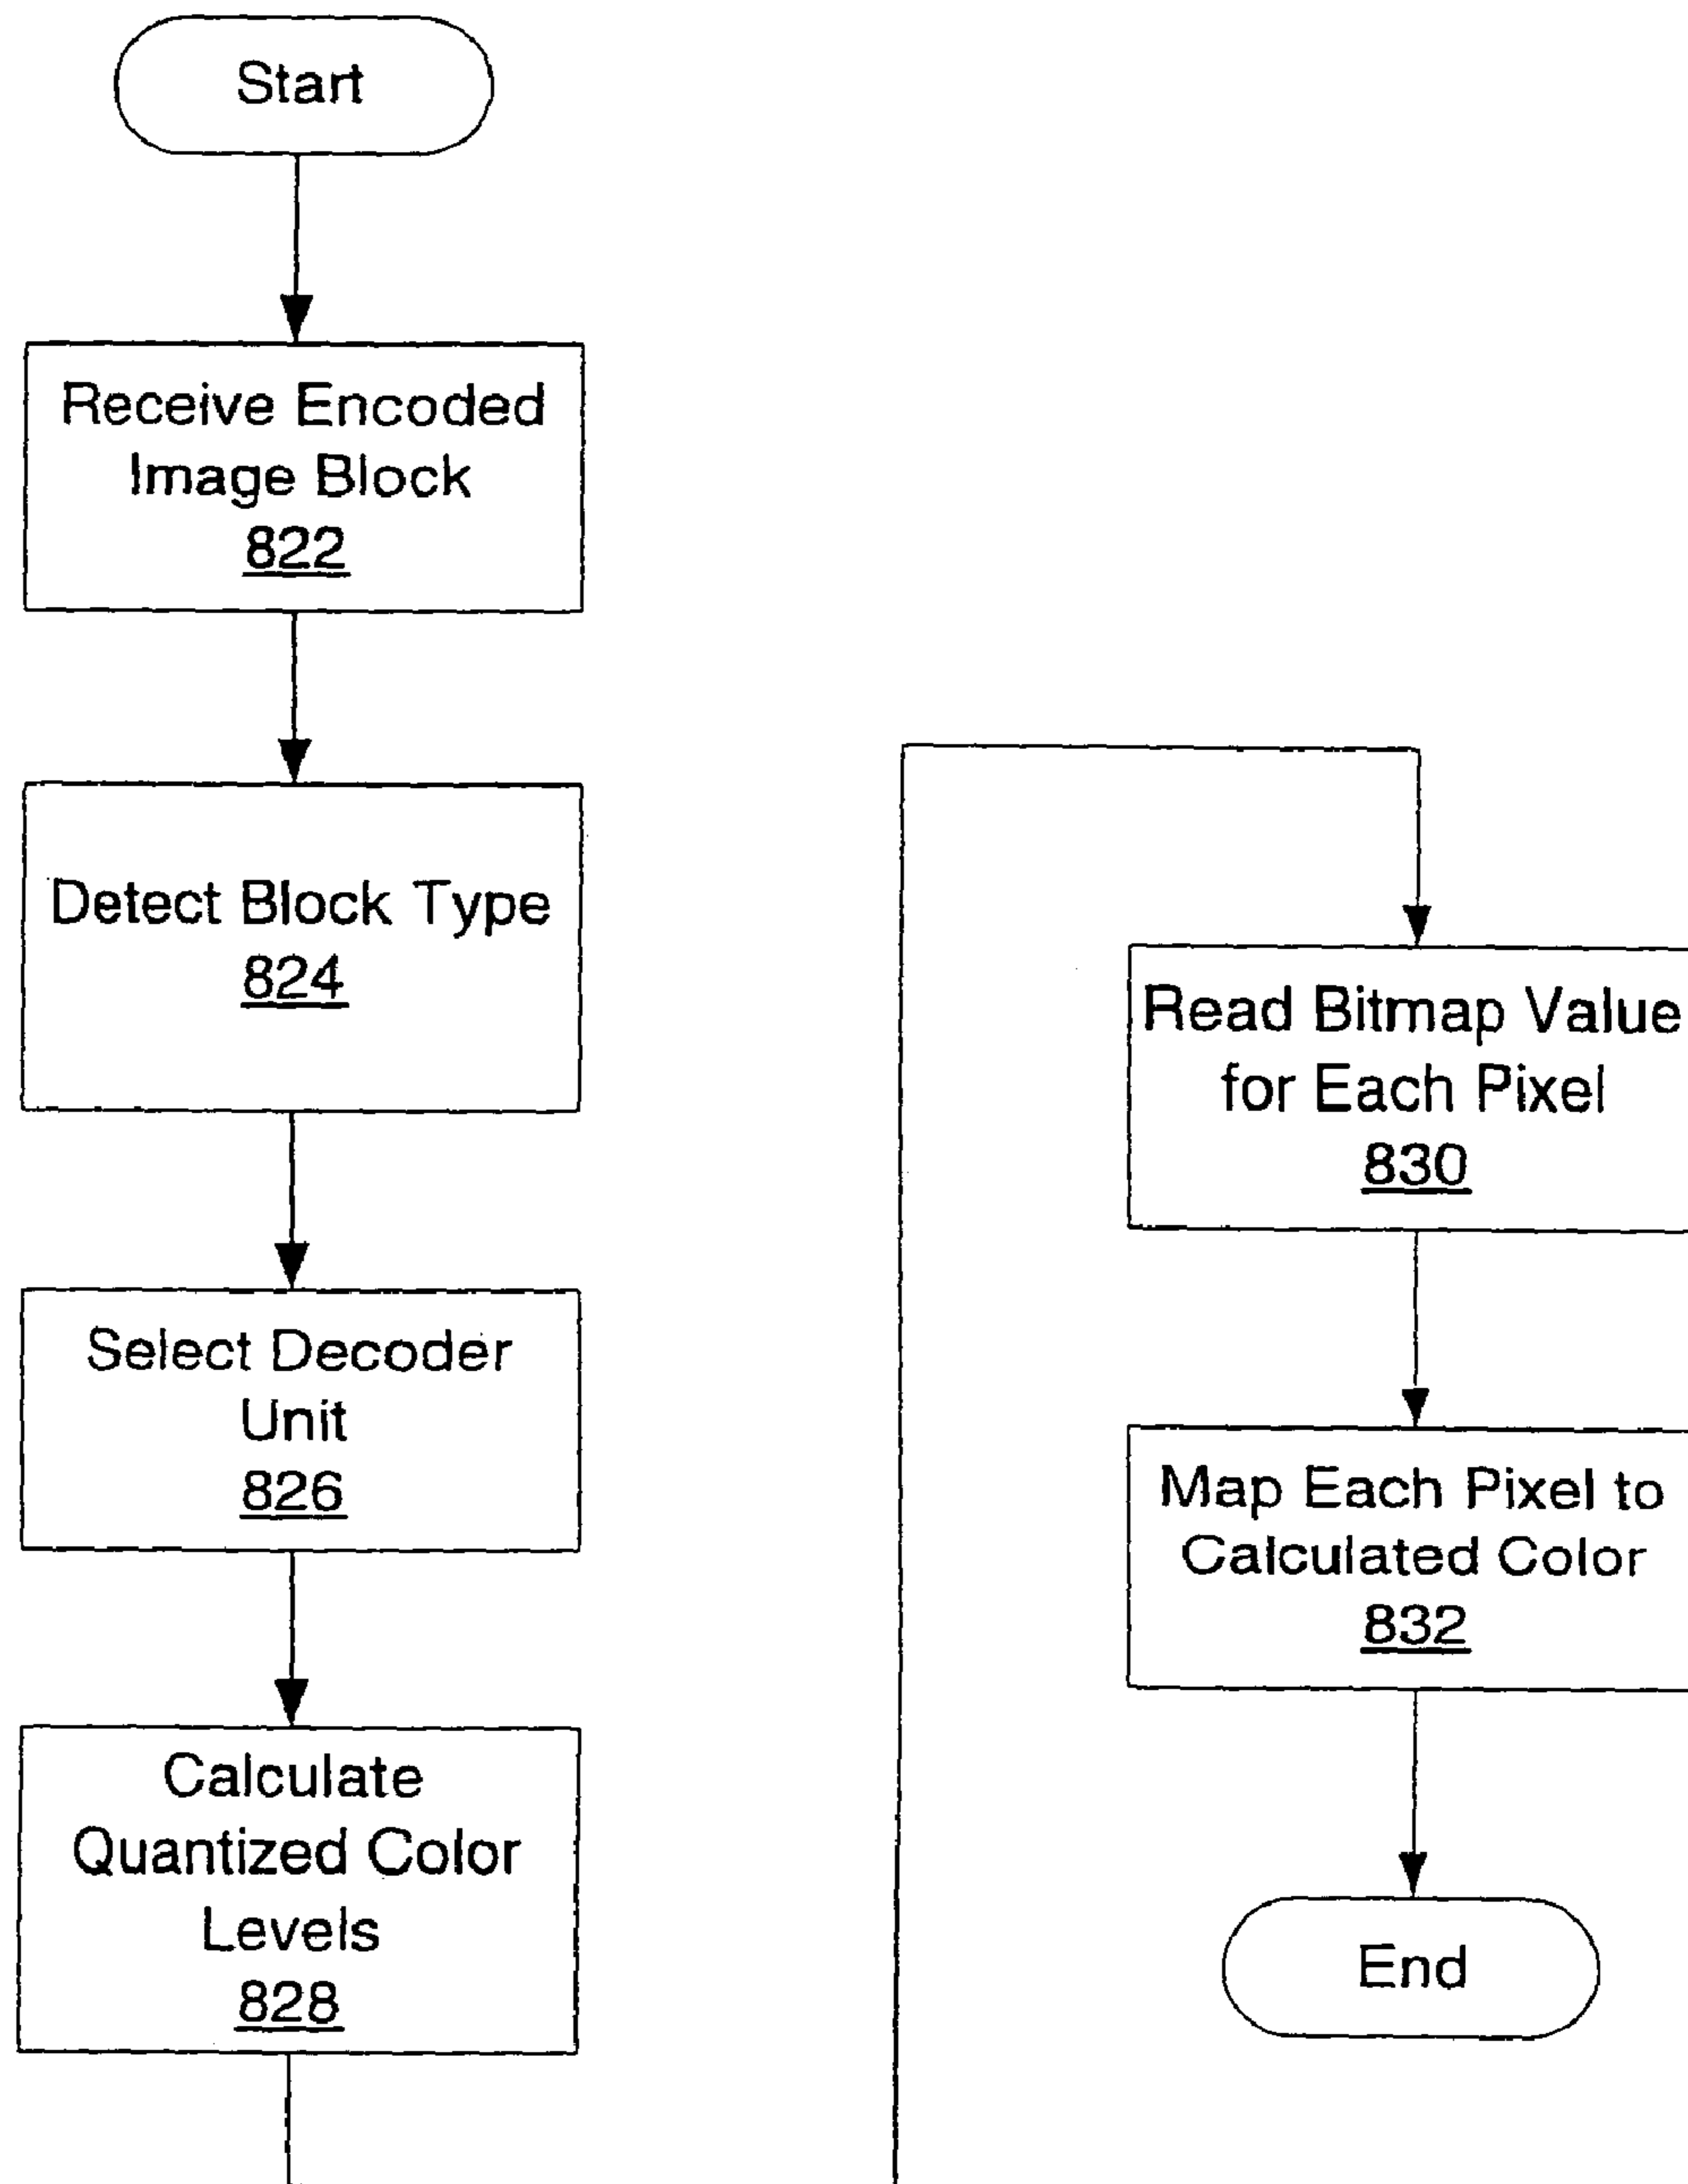 Start
Receive Encoded
Image Block
822
Detect Block Type
824
Select Decoder
Unit
826
Calculate
Quantized Color
Levels
828
Read Bitmap Value
for Each Pixel
830
Map Each Pixel to
Calculated Color
832
End